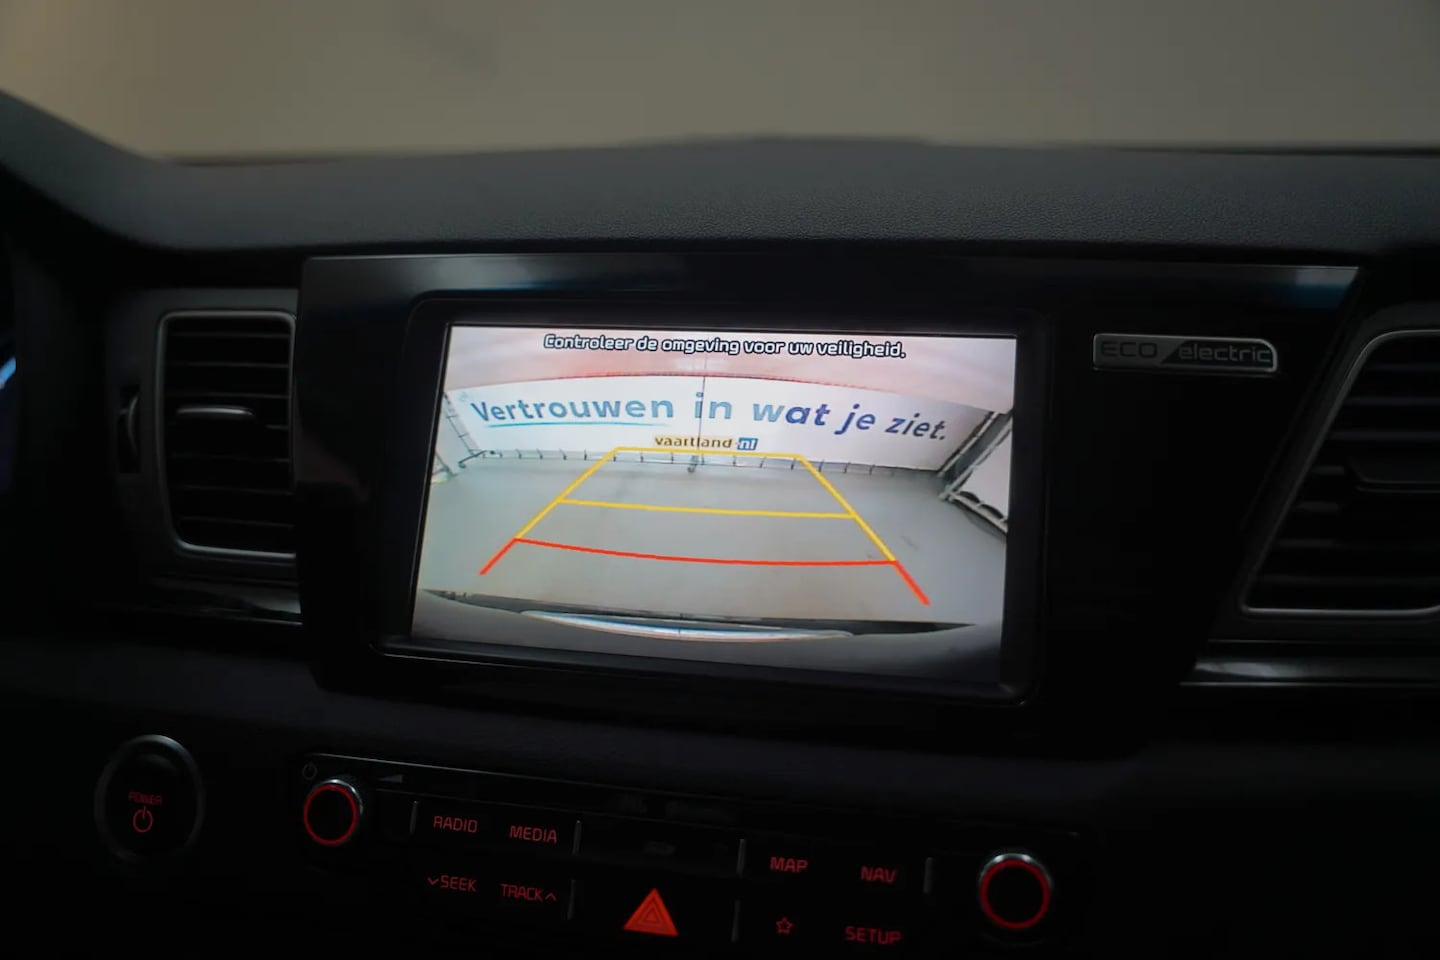 Controleer de omgeving voor uw veiligheid.
Vertrouwen in wat je ziet.
vaartland.nl
ECO electric
POWER
RADIO MEDIA MAP NAV
SEEK TRACK SETUP